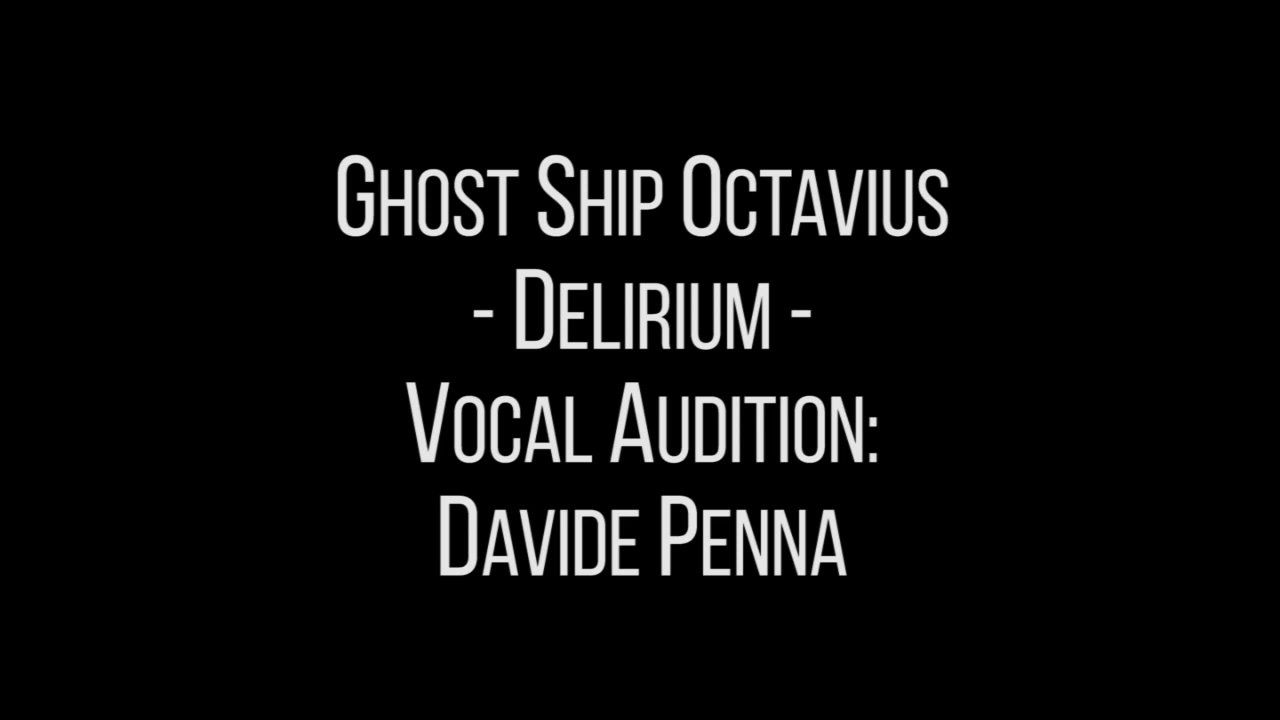 Ghost Ship Octavius
- Delirium -
Vocal Audition:
Davide Penna